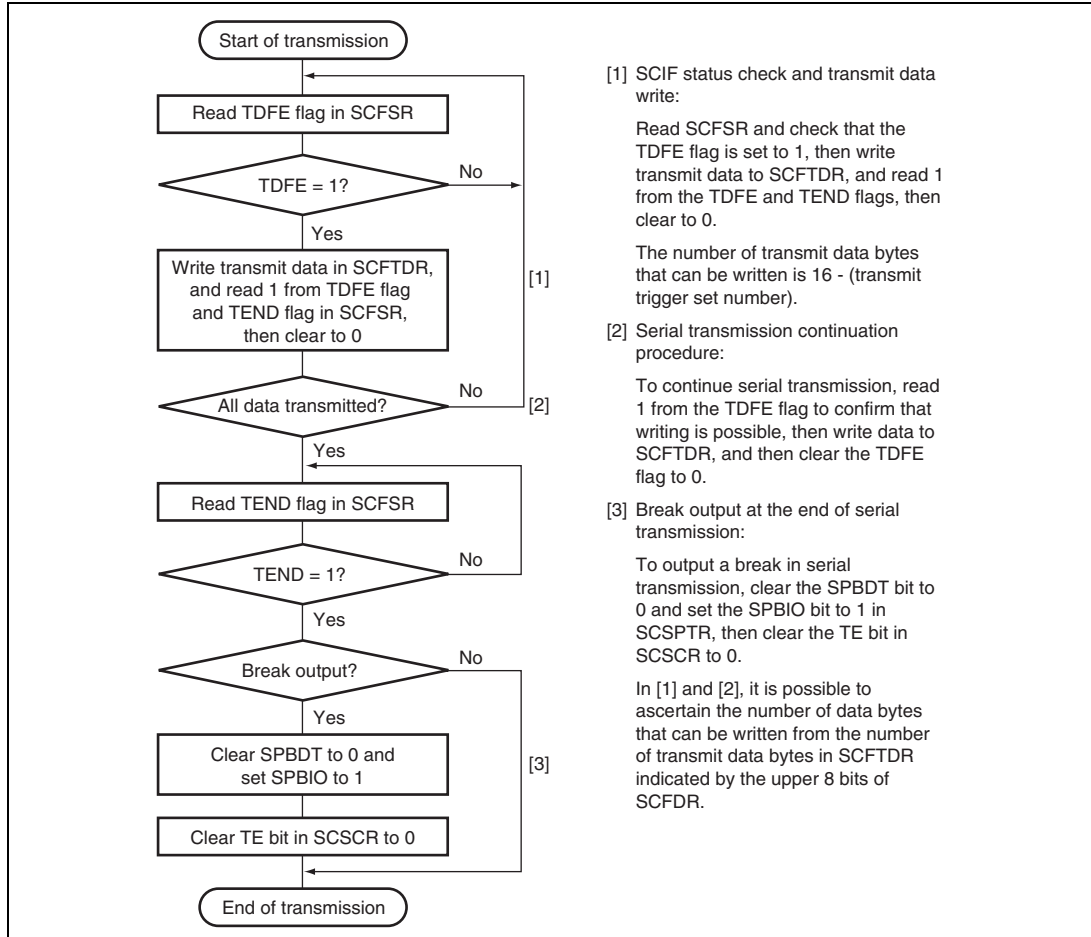 Start of transmission
Read TDFE flag in SCFSR
TDFE = 1?
No
Yes
Write transmit data in SCFTDR,
and read 1 from TDFE flag
and TEND flag in SCFSR,
then clear to 0
[1]
All data transmitted?
No
[2]
Yes
Read TEND flag in SCFSR
TEND = 1?
No
Yes
Break output?
No
Yes
Clear SPBDT to 0 and
set SPBIO to 1
[3]
Clear TE bit in SCSCR to 0
End of transmission
[1] SCIF status check and transmit data
write:
Read SCFSR and check that the
TDFE flag is set to 1, then write
transmit data to SCFTDR, and read 1
from the TDFE and TEND flags, then
clear to 0.
The number of transmit data bytes
that can be written is 16 - (transmit
trigger set number).
[2] Serial transmission continuation
procedure:
To continue serial transmission, read
1 from the TDFE flag to confirm that
writing is possible, then write data to
SCFTDR, and then clear the TDFE
flag to 0.
[3] Break output at the end of serial
transmission:
To output a break in serial
transmission, clear the SPBDT bit to
0 and set the SPBIO bit to 1 in
SCSPTR, then clear the TE bit in
SCSCR to 0.
In [1] and [2], it is possible to
ascertain the number of data bytes
that can be written from the number
of transmit data bytes in SCFTDR
indicated by the upper 8 bits of
SCFDR.